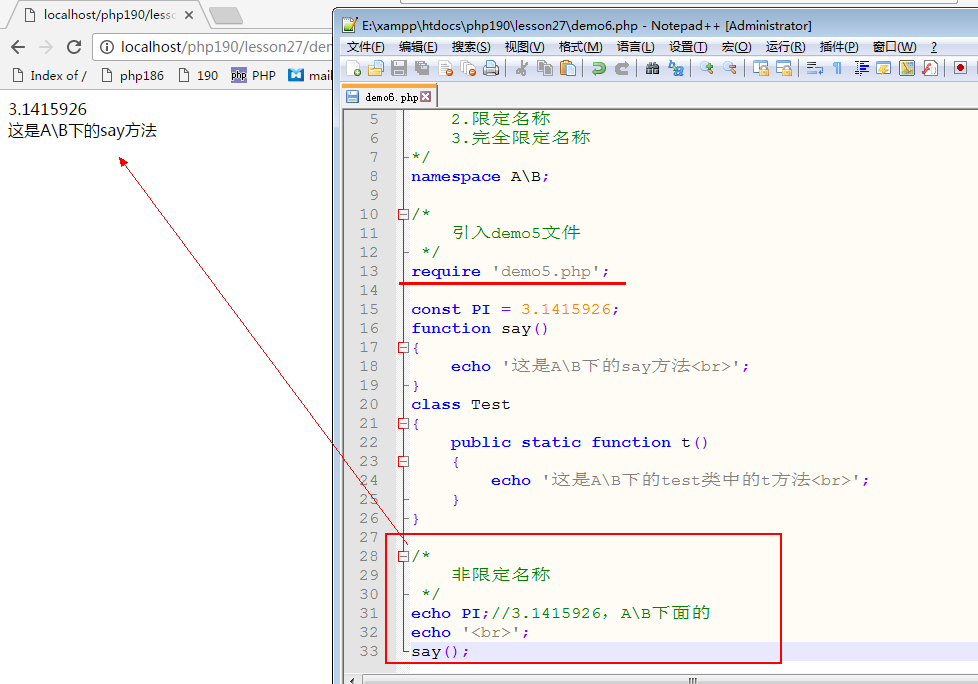 localhost/php190/lesso
localhost/php190/lesson27/den
Index of /
php186
190
php
PHP
mail
3.1415926
这是A\B下的say方法
E:\xampp\htdocs\php190\lesson27\demo6.php - Notepad++ [Administrator]
文件(F) 编辑(E) 搜索(S) 视图(V) 格式(M) 语言(L) 设置(T) 宏(O) 运行(R) 插件(P) 窗口(W) ?
demo6.php
5 2.限定名称
6 3.完全限定名称
7 */
8 namespace A\B;
9
10 /*
11 引入demo5文件
12 */
13 require 'demo5.php';
14
15 const PI = 3.1415926;
16 function say()
17 {
18 echo '这是A\B下的say方法<br>';
19 }
20 class Test
21 {
22 public static function t()
23 {
24 echo '这是A\B下的test类中的t方法<br>';
25 }
26 }
27
28 /*
29 非限定名称
30 */
31 echo PI;//3.1415926, A\B下面的
32 echo '<br>';
33 say();